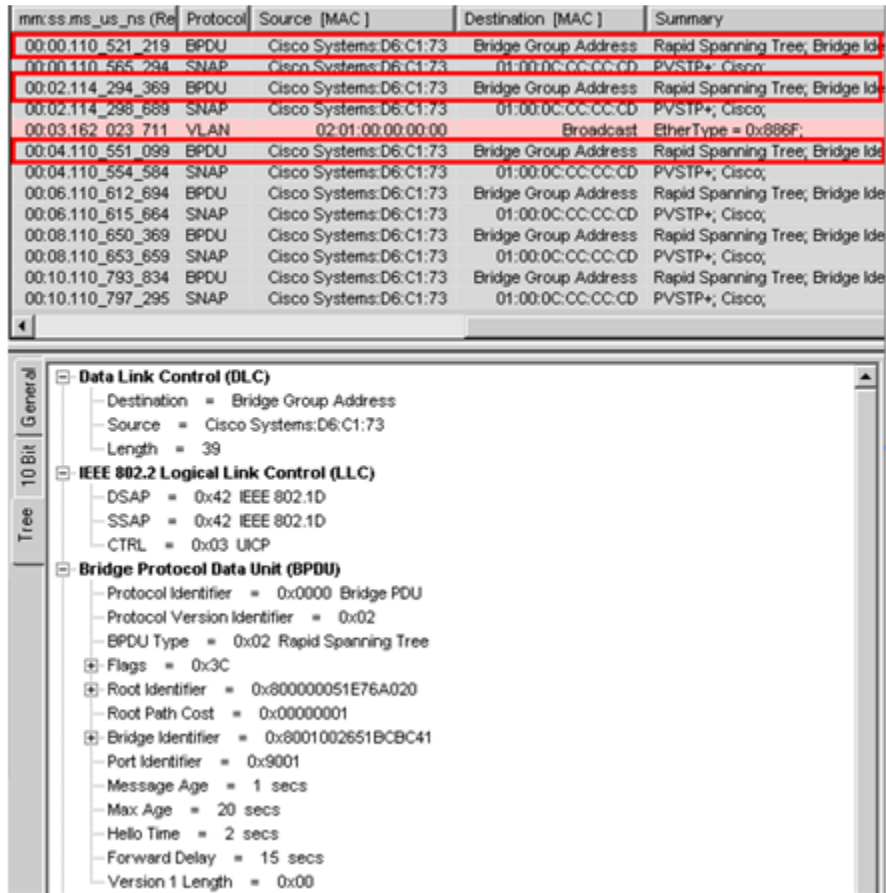 mm:ss.ms_us_ns (Re Protocol Source [MAC ] Destination [MAC ] Summary
00:00.110_521_219 BPDU Cisco Systems:D6:C1:73 Bridge Group Address Rapid Spanning Tree; Bridge Ide
00:00.110_565_294 SNAP Cisco Systems:D6:C1:73 01:00:0C:CC:CC:CD PVSTP+; Cisco;
00:02.114_294_369 BPDU Cisco Systems:D6:C1:73 Bridge Group Address Rapid Spanning Tree; Bridge Ide
00:02.114_298_689 SNAP Cisco Systems:D6:C1:73 01:00:0C:CC:CC:CD PVSTP+; Cisco;
00:03.162_023_711 VLAN 02:01:00:00:00:00 Broadcast EtherType = 0x886F;
00:04.110_551_099 BPDU Cisco Systems:D6:C1:73 Bridge Group Address Rapid Spanning Tree; Bridge Ide
00:04.110_554_584 SNAP Cisco Systems:D6:C1:73 01:00:0C:CC:CC:CD PVSTP+; Cisco;
00:06.110_612_694 BPDU Cisco Systems:D6:C1:73 Bridge Group Address Rapid Spanning Tree; Bridge Ide
00:06.110_615_664 SNAP Cisco Systems:D6:C1:73 01:00:0C:CC:CC:CD PVSTP+; Cisco;
00:08.110_650_369 BPDU Cisco Systems:D6:C1:73 Bridge Group Address Rapid Spanning Tree; Bridge Ide
00:08.110_653_659 SNAP Cisco Systems:D6:C1:73 01:00:0C:CC:CC:CD PVSTP+; Cisco;
00:10.110_793_834 BPDU Cisco Systems:D6:C1:73 Bridge Group Address Rapid Spanning Tree; Bridge Ide
00:10.110_797_295 SNAP Cisco Systems:D6:C1:73 01:00:0C:CC:CC:CD PVSTP+; Cisco;
General
10 Bit
Tree
Data Link Control (DLC)
Destination = Bridge Group Address
Source = Cisco Systems:D6:C1:73
Length = 39
IEEE 802.2 Logical Link Control (LLC)
DSAP = 0x42 IEEE 802.1D
SSAP = 0x42 IEEE 802.1D
CTRL = 0x03 UICP
Bridge Protocol Data Unit (BPDU)
Protocol Identifier = 0x0000 Bridge PDU
Protocol Version Identifier = 0x02
BPDU Type = 0x02 Rapid Spanning Tree
Flags = 0x3C
Root Identifier = 0x800000051E76A020
Root Path Cost = 0x00000001
Bridge Identifier = 0x8001002651BCBC41
Port Identifier = 0x9001
Message Age = 1 secs
Max Age = 20 secs
Hello Time = 2 secs
Forward Delay = 15 secs
Version 1 Length = 0x00